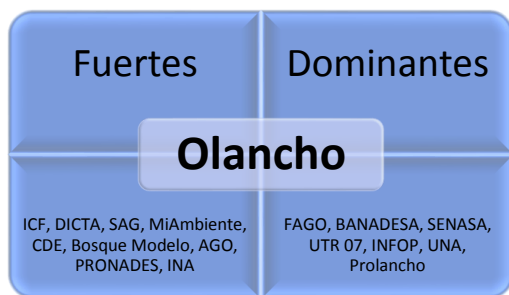 Fuertes
Dominantes
Olancho
ICF, DICTA, SAG, MiAmbiente,
CDE, Bosque Modelo, AGO,
PRONADES, INA
FAGO, BANADESA, SENASA,
UTR 07, INFOP, UNA,
Prolancho